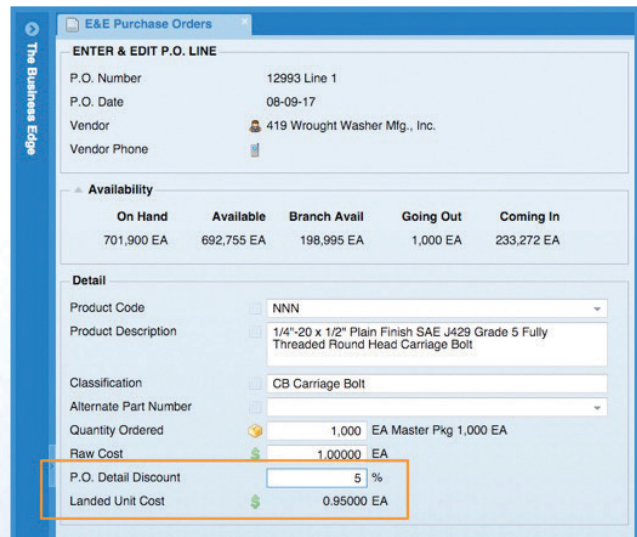 E&E Purchase Orders
The Business Edge
ENTER & EDIT P.O. LINE
P.O. Number 12993 Line 1
P.O. Date 08-09-17
Vendor 419 Wrought Washer Mfg., Inc.
Vendor Phone
Availability
On Hand Available Branch Avail Going Out Coming In
701,900 EA 692,755 EA 198,995 EA 1,000 EA 233,272 EA
Detail
Product Code NNN
Product Description 1/4"-20 x 1/2" Plain Finish SAE J429 Grade 5 Fully
Threaded Round Head Carriage Bolt
Classification CB Carriage Bolt
Alternate Part Number
Quantity Ordered 1,000 EA Master Pkg 1,000 EA
Raw Cost $ 1.00000 EA
P.O. Detail Discount 5 %
Landed Unit Cost $ 0.95000 EA